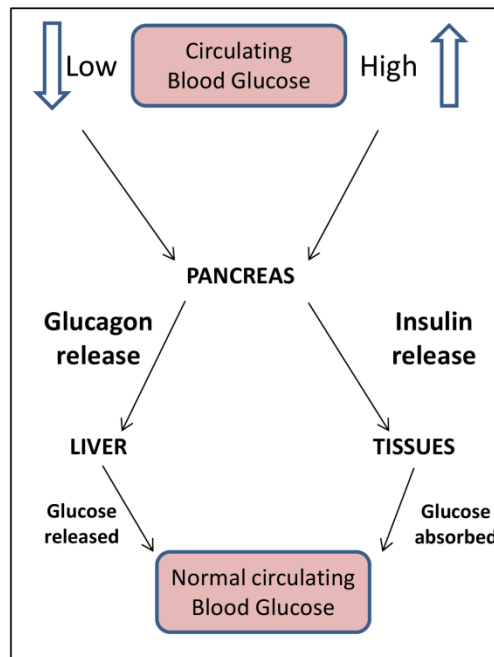 Low
Circulating
Blood Glucose
High
PANCREAS
Glucagon
release
Insulin
release
LIVER
TISSUES
Glucose
released
Glucose
absorbed
Normal circulating
Blood Glucose